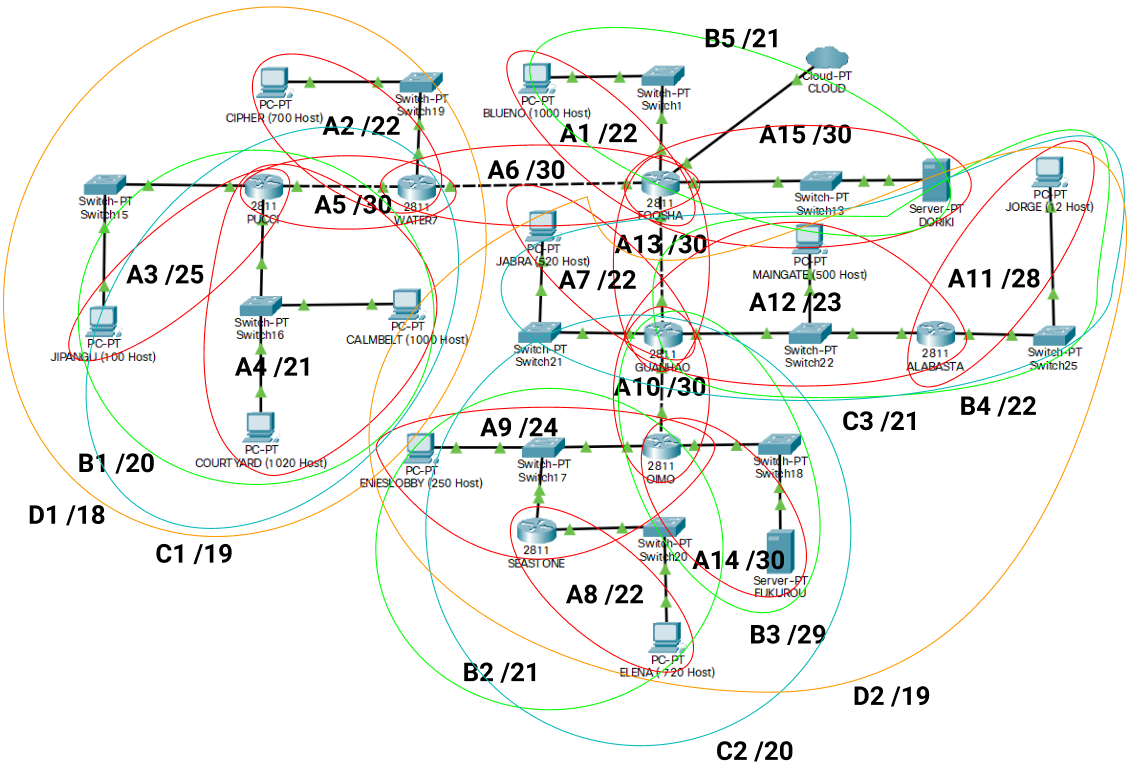 B5 /21
Cloud-PT
CLOUD
PC-PT
CIPHER (700 Host)
Switch-PT
Switch19
A2 /22
PC-PT
BLUENO (1000 Host)
Switch-PT
Switch1
A1 /22
A15 /30
A6 /30
Switch-PT
Switch15
2811
PUCCI
A5 /30
2811
WATER7
2811
FOOSHA
Switch-PT
Switch13
Server-PT
DORIKI
PC-PT
JORGE (12 Host)
PC-PT
JABRA (520 Host)
A13 /30
PC-PT
MAINGATE (500 Host)
A3 /25
A7 /22
A12 /23
A11 /28
PC-PT
JIPANGU (100 Host)
Switch-PT
Switch16
PC-PT
CALMBELT (1000 Host)
Switch-PT
Switch21
2811
GUANHAO
Switch-PT
Switch22
2811
ALABASTA
Switch-PT
Switch25
A4 /21
A10 /30
C3 /21
B4 /22
PC-PT
COURTYARD (1020 Host)
A9 /24
B1 /20
PC-PT
ENIESLOBBY (250 Host)
Switch-PT
Switch17
2811
OIMO
Switch-PT
Switch18
D1 /18
C1 /19
2811
SEASTONE
Switch-PT
Switch20
A14 /30
Server-PT
FUKUROU
A8 /22
B3 /29
PC-PT
ELENA ( 720 Host)
B2 /21
D2 /19
C2 /20